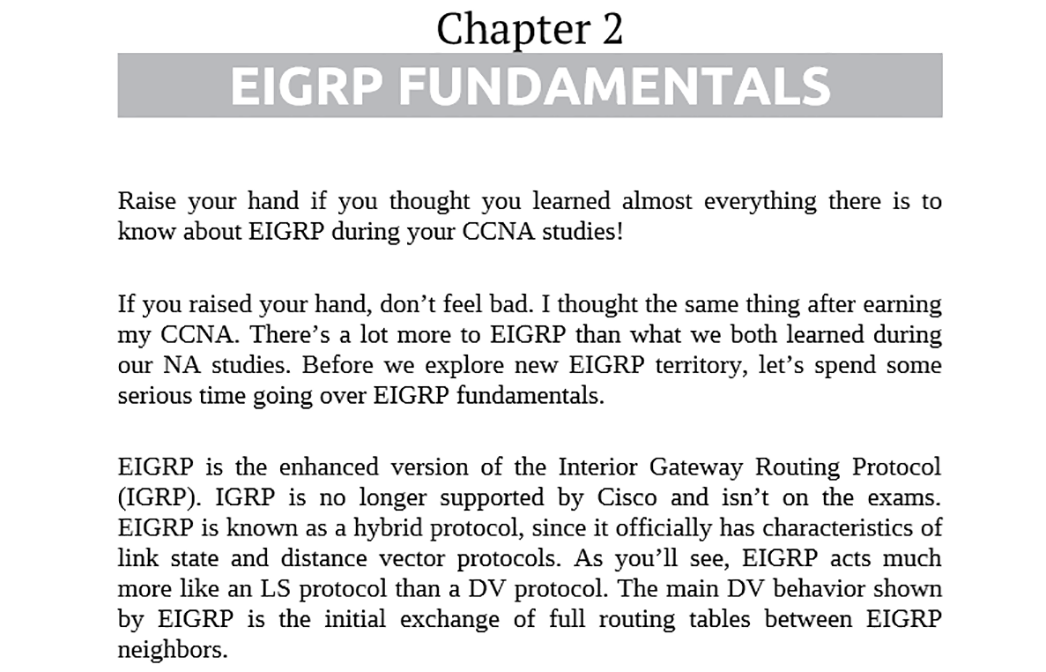 Chapter 2
EIGRP FUNDAMENTALS
Raise your hand if you thought you learned almost everything there is to
know about EIGRP during your CCNA studies!
If you raised your hand, don’t feel bad. I thought the same thing after earning
my CCNA. There’s a lot more to EIGRP than what we both learned during
our NA studies. Before we explore new EIGRP territory, let’s spend some
serious time going over EIGRP fundamentals.
EIGRP is the enhanced version of the Interior Gateway Routing Protocol
(IGRP). IGRP is no longer supported by Cisco and isn’t on the exams.
EIGRP is known as a hybrid protocol, since it officially has characteristics of
link state and distance vector protocols. As you’ll see, EIGRP acts much
more like an LS protocol than a DV protocol. The main DV behavior shown
by EIGRP is the initial exchange of full routing tables between EIGRP
neighbors.